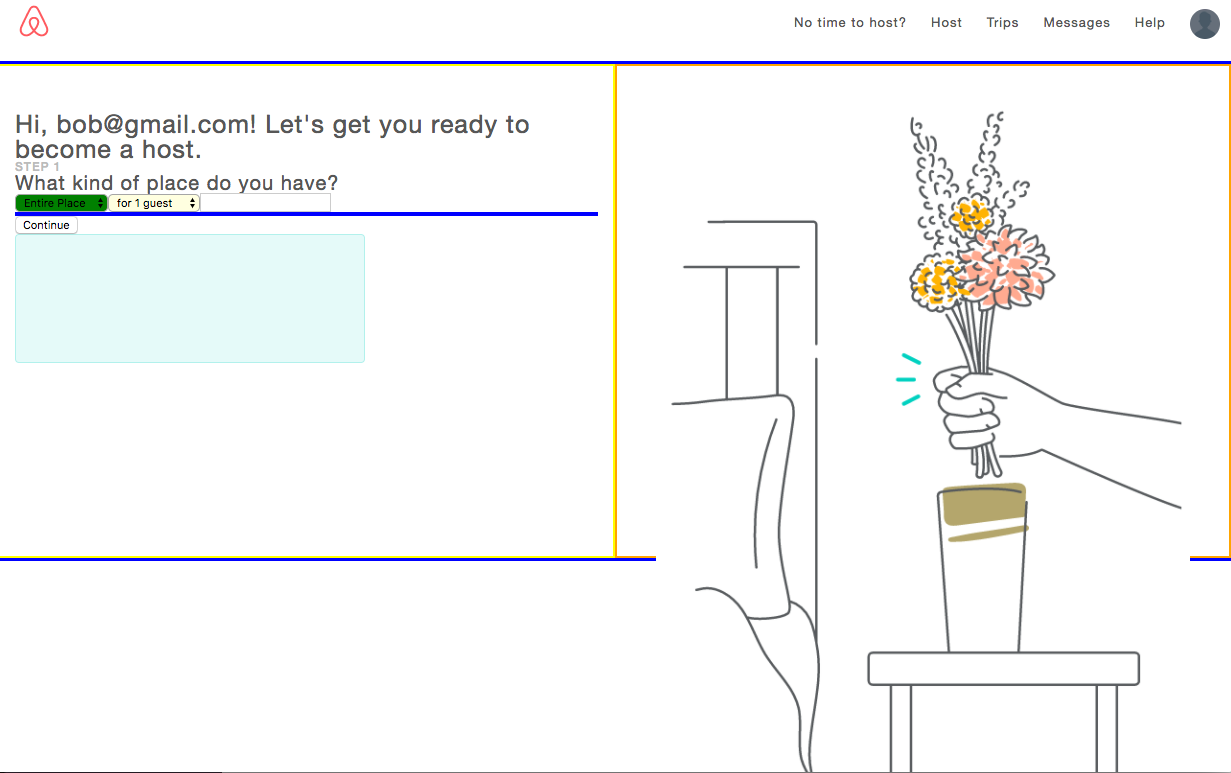 No time to host? Host Trips Messages Help
Hi, bob@gmail.com! Let's get you ready to
become a host.
STEP 1
What kind of place do you have?
Entire Place for 1 guest
Continue